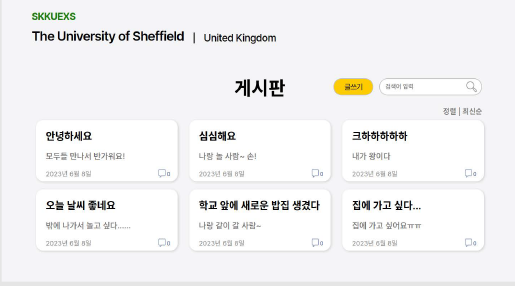 SKKUEXS
The University of Sheffield | United Kingdom
게시판
글쓰기
검색어 입력
정렬 | 최신순
안녕하세요
모두들 만나서 반가워요!
2023년 6월 8일
0
심심해요
나랑 놀 사람~ 손!
2023년 6월 8일
0
크하하하하하
내가 왕이다
2023년 6월 8일
0
오늘 날씨 좋네요
밖에 나가서 놀고 싶다......
2023년 6월 8일
0
학교 앞에 새로운 밥집 생겼다
나랑 같이 갈 사람~
2023년 6월 8일
0
집에 가고 싶다...
집에 가고 싶어요ㅠㅠ
2023년 6월 8일
0